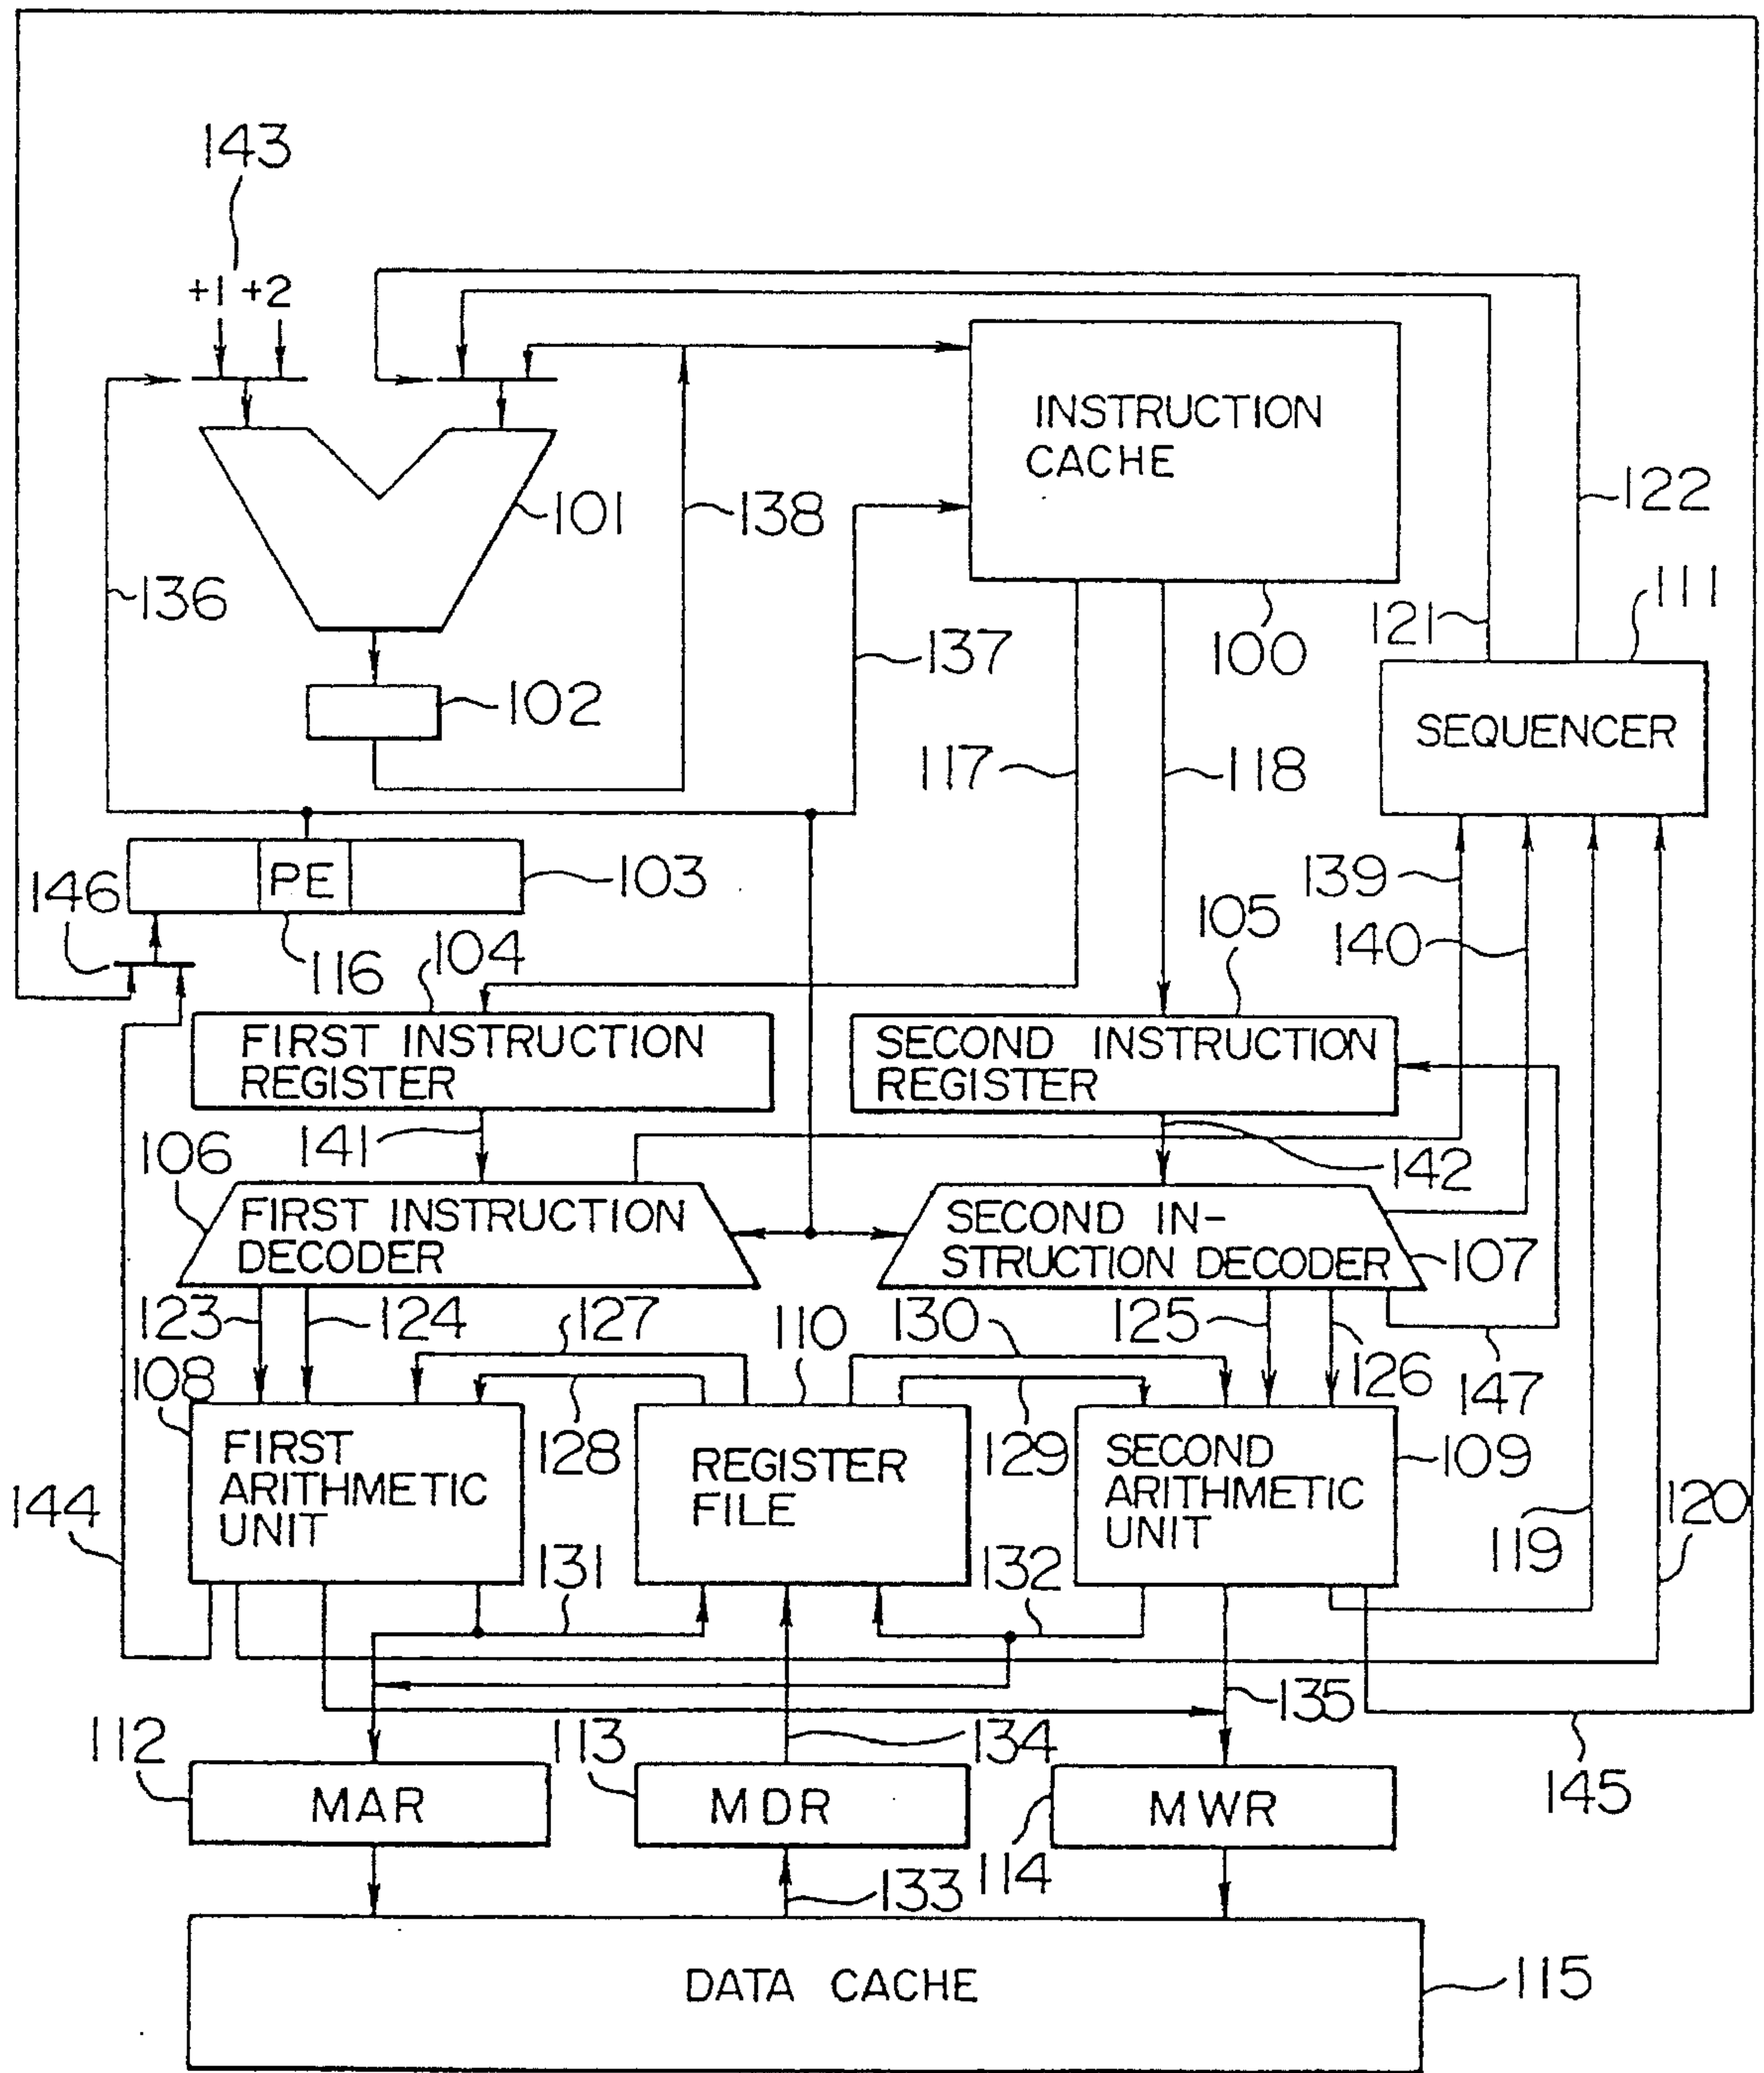 143
+1 +2
INSTRUCTION
CACHE
101
138
122
136
121
111
137
100
102
SEQUENCER
117
118
PE
103
139
146
116
104
105
140
FIRST INSTRUCTION
REGISTER
SECOND INSTRUCTION
REGISTER
106
141
142
FIRST INSTRUCTION
DECODER
SECOND IN-
STRUCTION DECODER
107
123
124
127
110
130
125
126
147
108
FIRST
ARITHMETIC
UNIT
128
REGISTER
FILE
129
SECOND
ARITHMETIC
UNIT
109
144
131
132
119
120
135
112
113
134
145
MAR
MDR
MWR
133
114
DATA CACHE
115